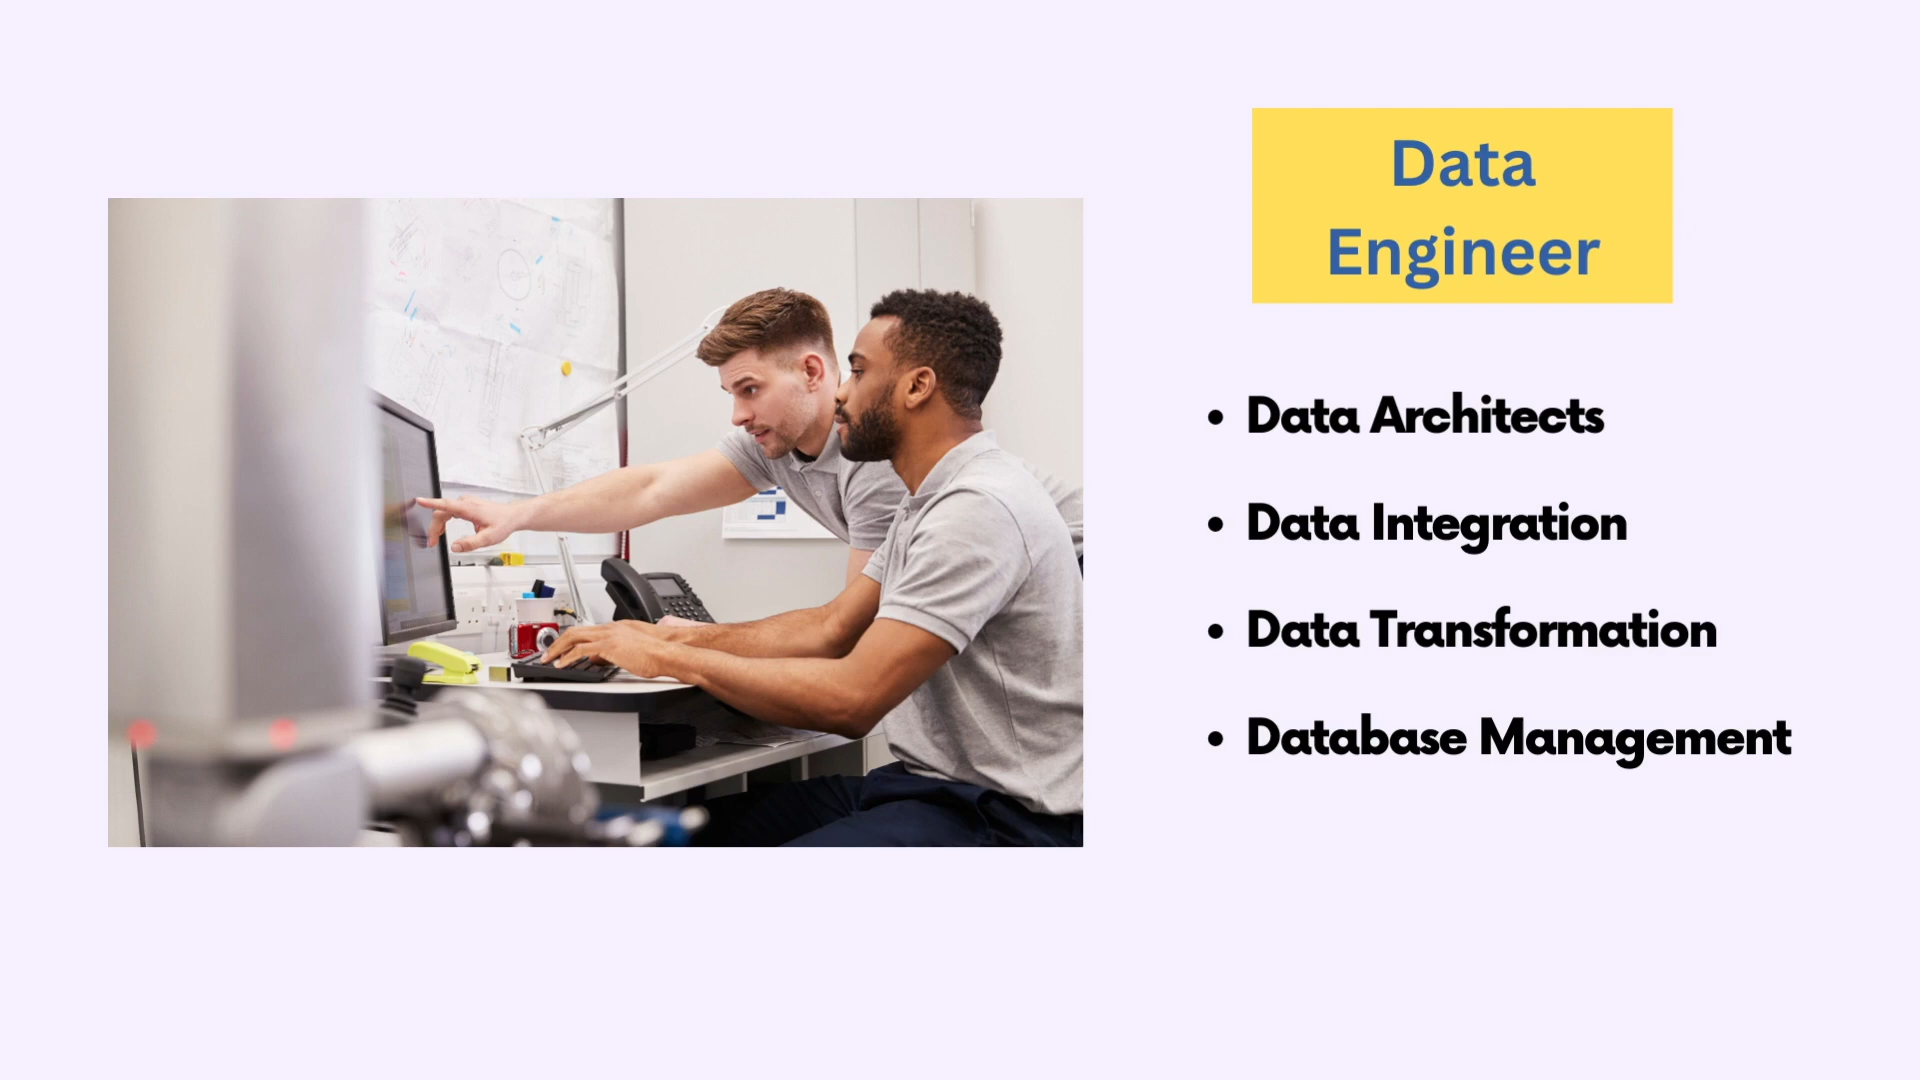 Data
Engineer
• Data Architects
• Data Integration
• Data Transformation
• Database Management